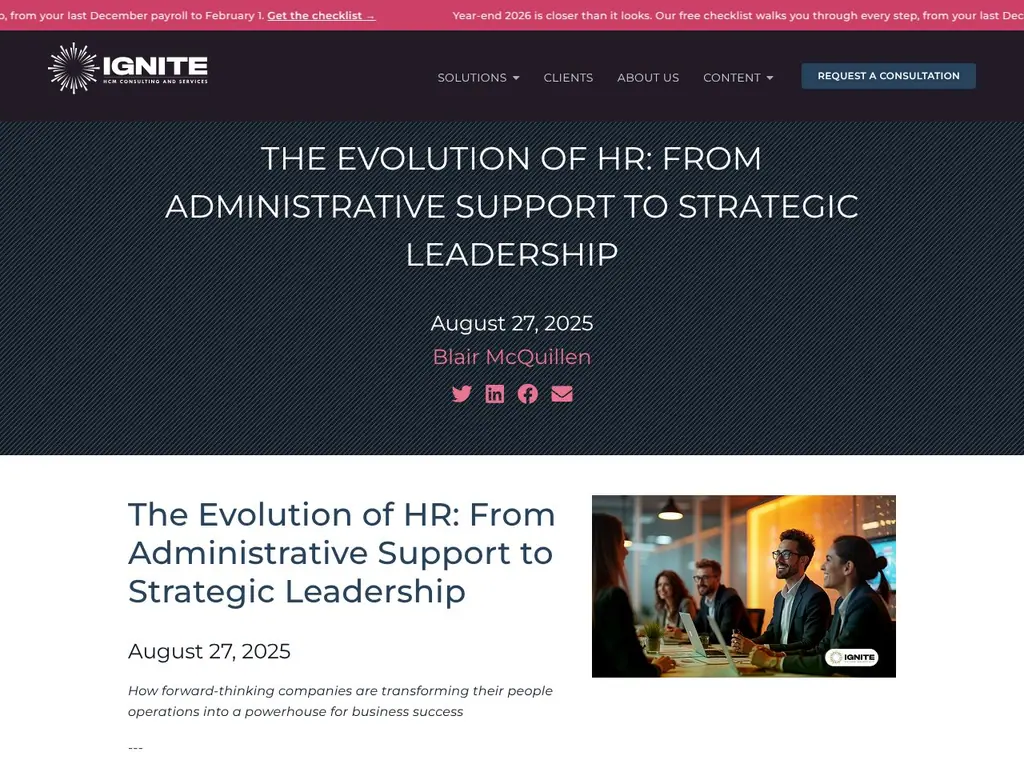 , from your last December payroll to February 1. Get the checklist → Year-end 2026 is closer than it looks. Our free checklist walks you through every step, from your last Dec
IGNITE
HCM CONSULTING AND SERVICES
SOLUTIONS CLIENTS ABOUT US CONTENT REQUEST A CONSULTATION
THE EVOLUTION OF HR: FROM
ADMINISTRATIVE SUPPORT TO STRATEGIC
LEADERSHIP
August 27, 2025
Blair McQuillen
The Evolution of HR: From
Administrative Support to
Strategic Leadership
August 27, 2025
How forward-thinking companies are transforming their people
operations into a powerhouse for business success
---
IGNITE